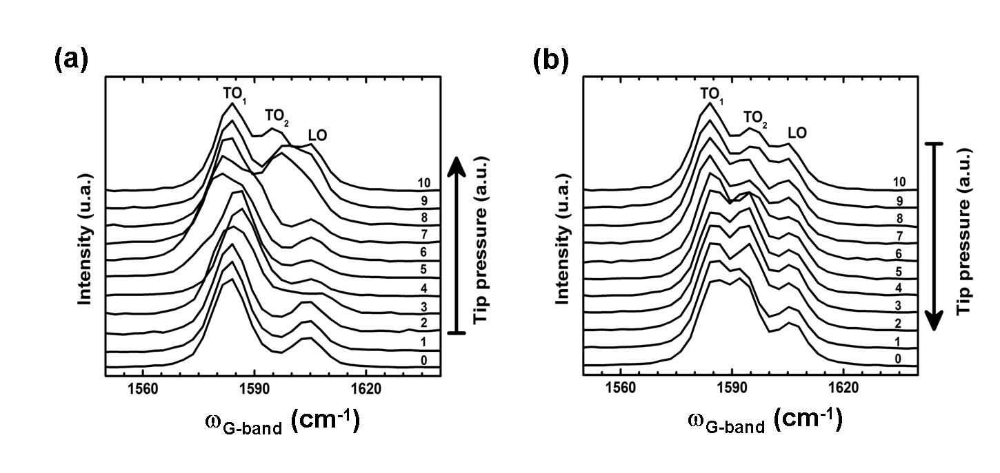 (a)
TO1
TO2
LO
10
9
8
7
6
5
4
3
2
1
0
1560 1590 1620
Intensity (u.a.)
Tip pressure (a.u.)
ωG-band (cm-1)
(b)
TO1
TO2
LO
10
9
8
7
6
5
4
3
2
1
0
1560 1590 1620
Intensity (u.a.)
Tip pressure (a.u.)
ωG-band (cm-1)